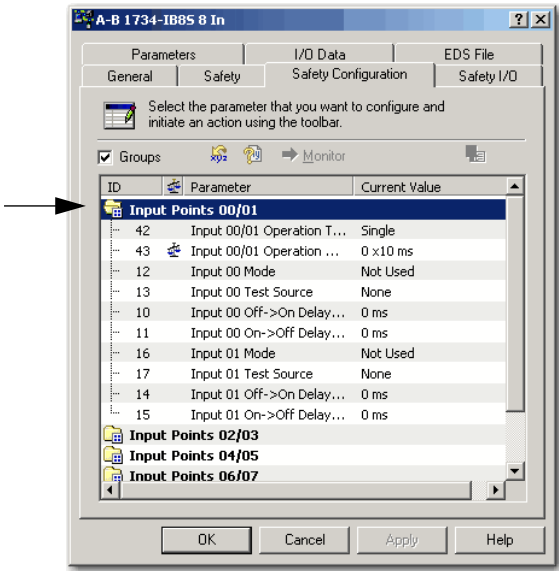 A-B 1734-IB8S 8 In
Parameters I/O Data EDS File
General Safety Safety Configuration Safety I/O
Select the parameter that you want to configure and
initiate an action using the toolbar.
Groups Monitor
ID Parameter Current Value
Input Points 00/01
42 Input 00/01 Operation T... Single
43 Input 00/01 Operation ... 0 x10 ms
12 Input 00 Mode Not Used
13 Input 00 Test Source None
10 Input 00 Off->On Delay... 0 ms
11 Input 00 On->Off Delay... 0 ms
16 Input 01 Mode Not Used
17 Input 01 Test Source None
14 Input 01 Off->On Delay... 0 ms
15 Input 01 On->Off Delay... 0 ms
Input Points 02/03
Input Points 04/05
Input Points 06/07
OK Cancel Apply Help